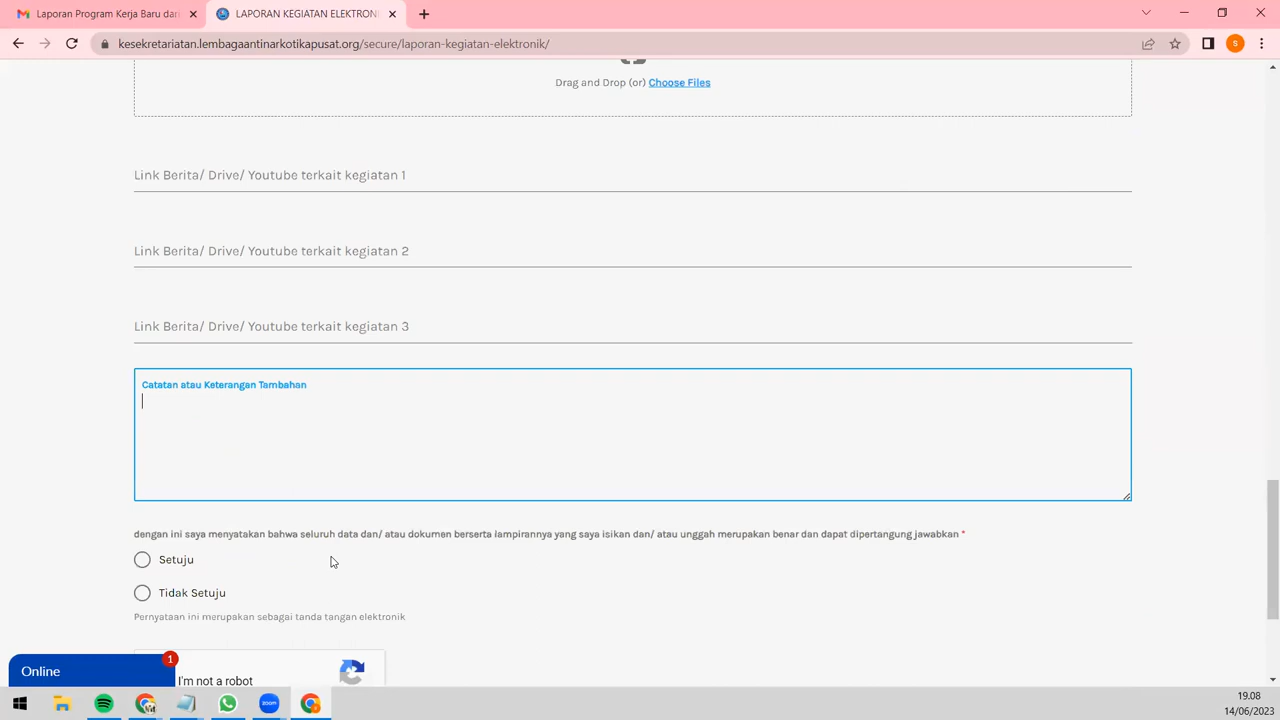 Laporan Program Kerja Baru dari
LAPORAN KEGIATAN ELEKTRONI
kesekretariatan.lembagaantinarkotikapusat.org/secure/laporan-kegiatan-elektronik/
S
Drag and Drop (or) Choose Files
Link Berita/ Drive/ Youtube terkait kegiatan 1
Link Berita/ Drive/ Youtube terkait kegiatan 2
Link Berita/ Drive/ Youtube terkait kegiatan 3
Catatan atau Keterangan Tambahan
dengan ini saya menyatakan bahwa seluruh data dan/ atau dokumen berserta lampirannya yang saya isikan dan/ atau unggah merupakan benar dan dapat dipertangung jawabkan *
Setuju
Tidak Setuju
Pernyataan ini merupakan sebagai tanda tangan elektronik
Online
1
I'm not a robot
zoom
19.08
14/06/2023